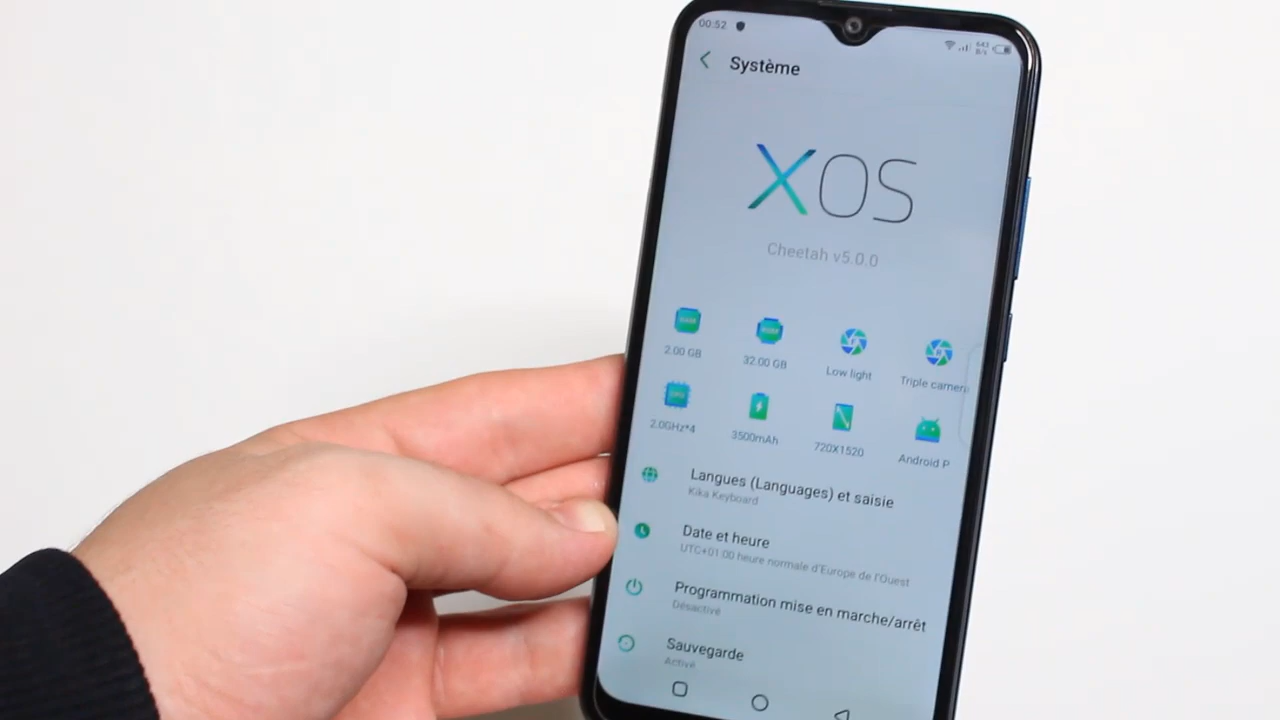 00:52
Système
XOS
Cheetah v5.0.0
2.00 GB
32.00 GB
Low light
Triple camera
2.0GHz*4
3500mAh
720X1520
Android P
Langues (Languages) et saisie
Kika Keyboard
Date et heure
UTC+01:00 heure normale d'Europe de l'Ouest
Programmation mise en marche/arrêt
Désactivé
Sauvegarde
Activé